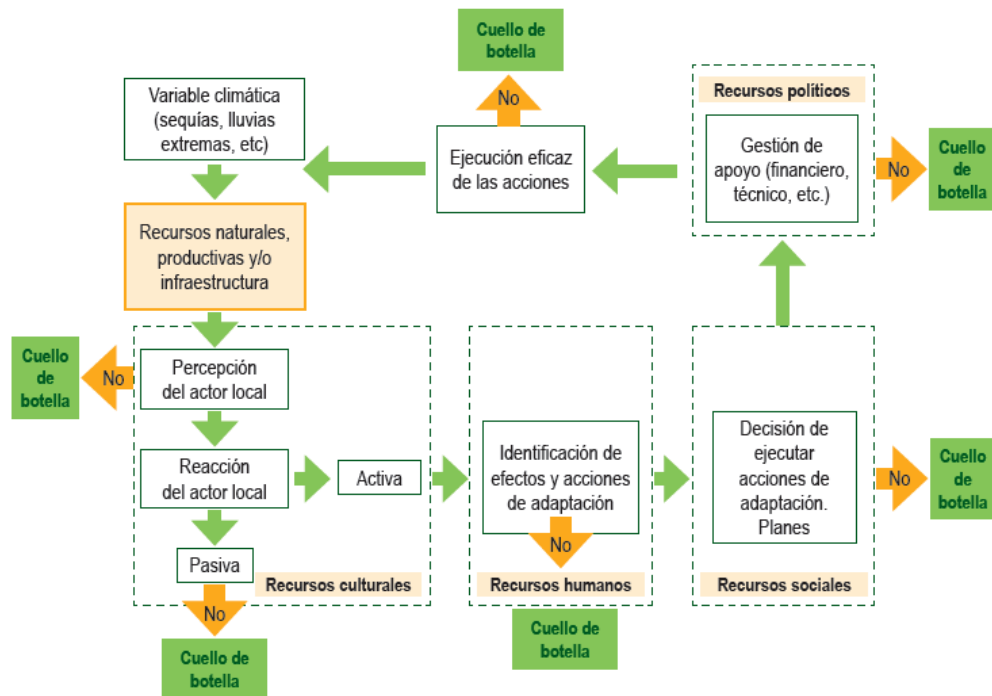 Cuello de
botella
No
Variable climática
(sequías, lluvias
extremas, etc)
Ejecución eficaz
de las acciones
Recursos políticos
Gestión de
apoyo (financiero,
técnico, etc.)
No
Cuello
de
botella
Recursos naturales,
productivas y/o
infraestructura
Cuello
de
botella
No
Percepción
del actor local
Reacción
del actor local
Activa
Pasiva
Recursos culturales
No
Cuello de
botella
Identificación de
efectos y acciones
de adaptación
No
Recursos humanos
Cuello de
botella
Decisión de
ejecutar
acciones de
adaptación.
Planes
Recursos sociales
No
Cuello
de
botella